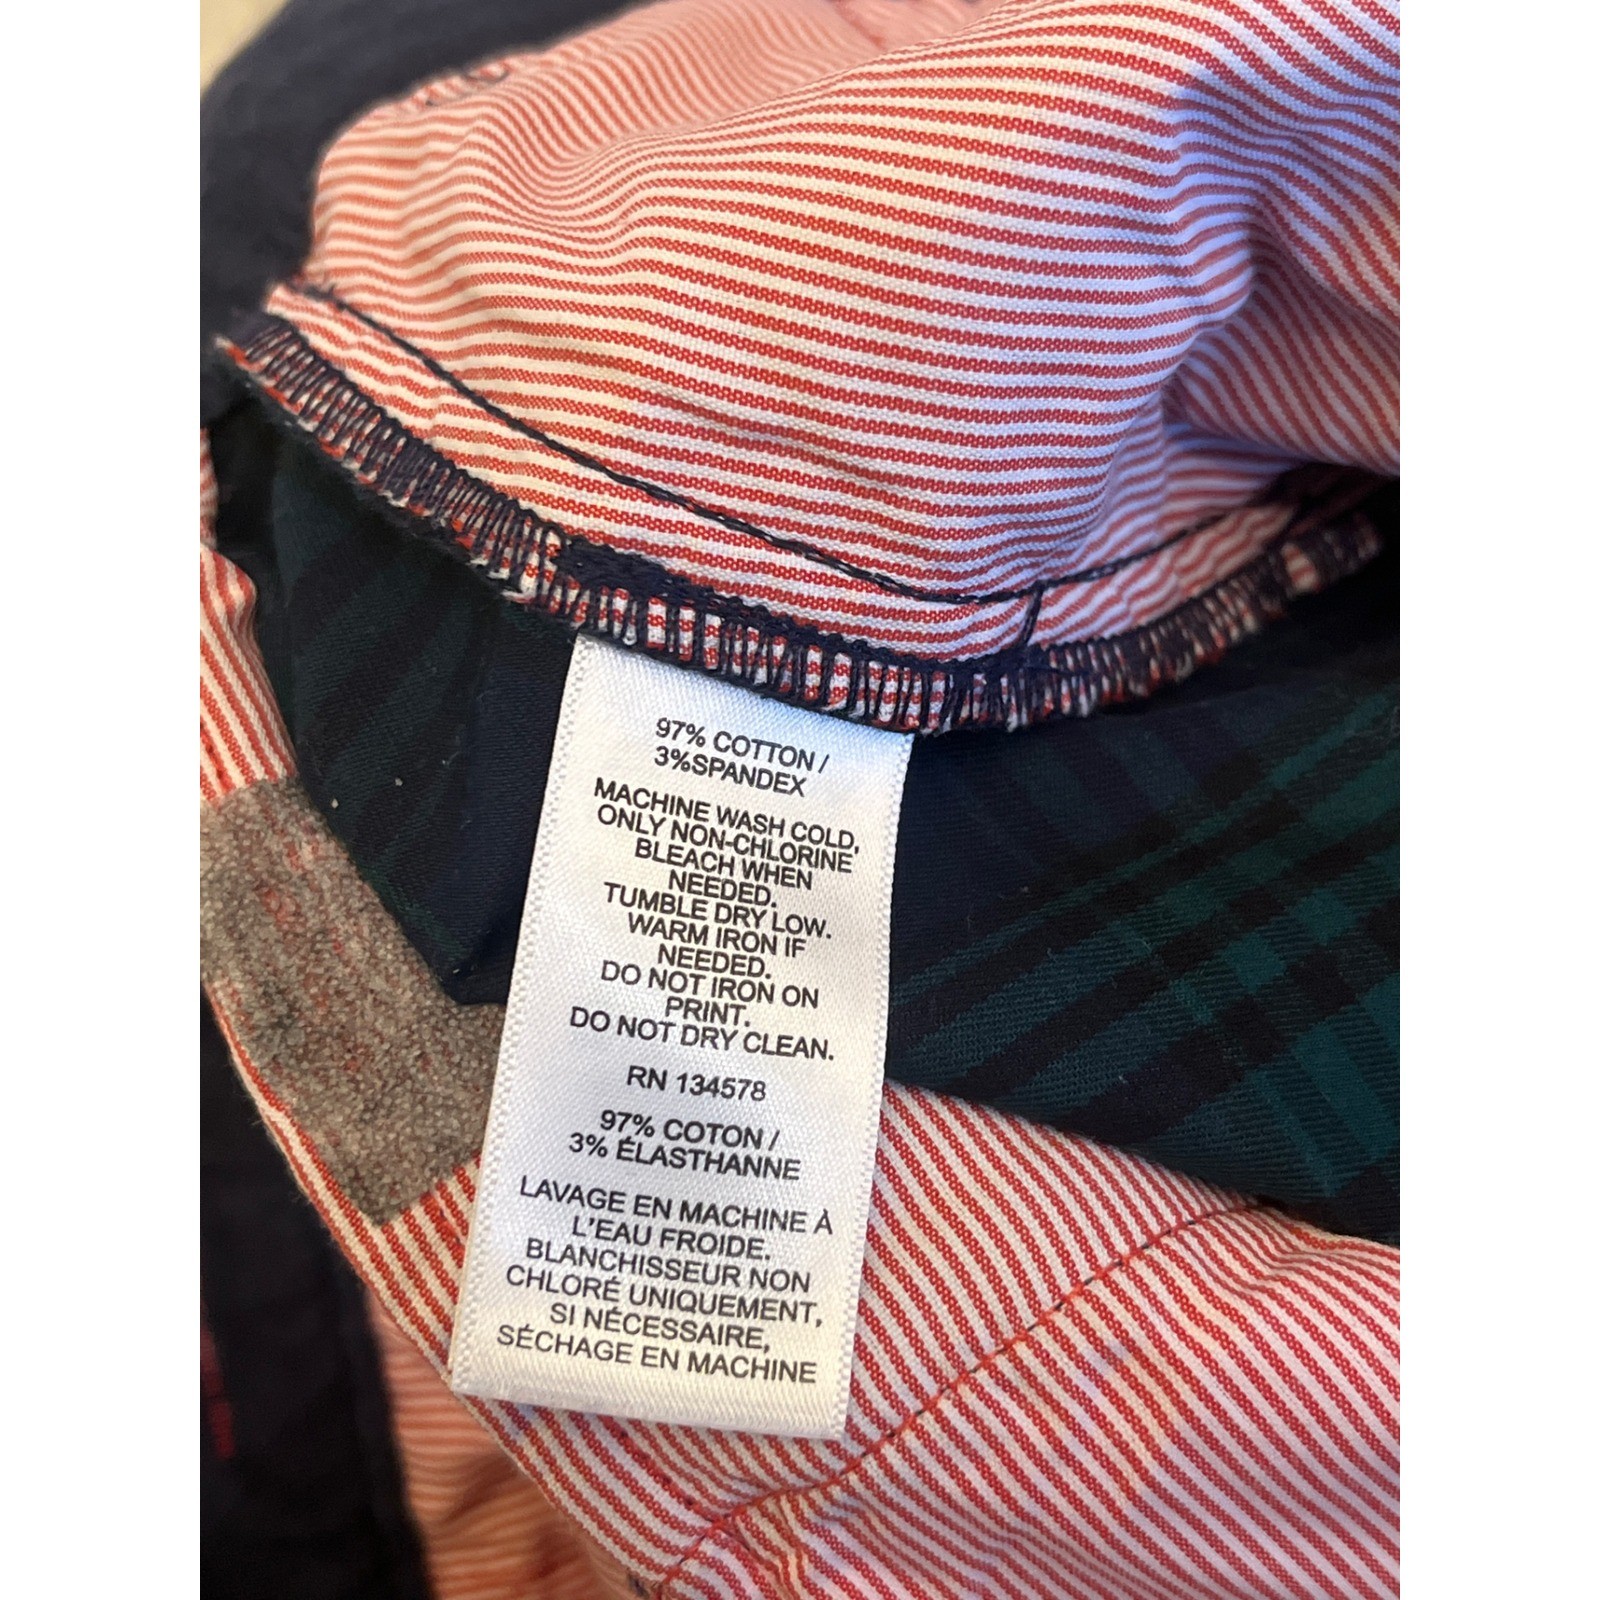 97% COTTON /
3%SPANDEX
MACHINE WASH COLD,
ONLY NON-CHLORINE
BLEACH WHEN
NEEDED.
TUMBLE DRY LOW.
WARM IRON IF
NEEDED.
DO NOT IRON ON
PRINT.
DO NOT DRY CLEAN.
RN 134578
97% COTON /
3% ÉLASTHANNE
LAVAGE EN MACHINE À
L'EAU FROIDE.
BLANCHISSEUR NON
CHLORÉ UNIQUEMENT,
SI NÉCESSAIRE,
SÉCHAGE EN MACHINE